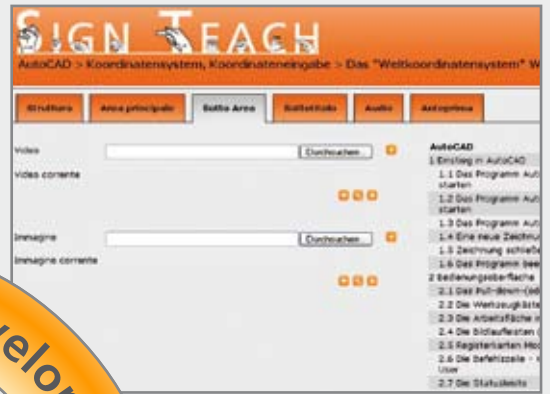 SIGN TEACH
AutoCAD > Koordinatensystem, Koordinateneingabe > Das "Weltkoordinatensystem" W
Struttura
Area principale
Sotto Area
Sottotitolo
Audio
Anteprima
Video
Durchsuchen...
Video corrente
Immagine
Durchsuchen...
Immagine corrente
AutoCAD
1 Einstieg in AutoCAD
1.1 Das Programm Aut
starten
1.2 Das Programm Aut
starten
1.3 Das Programm Aut
1.4 Eine neue Zeichnu
1.5 Zeichnung schließe
1.6 Das Programm bee
2 Bedienungsoberfläche
2.1 Das Pull-down-(od
2.2 Die Werkzeugkäste
2.3 Die Arbeitsfläche i
2.4 Die Bildlaufleisten (
2.5 Registerkarten Mod
2.6 Die Befehlszeile -
User
2.7 Die Statusleiste
velop